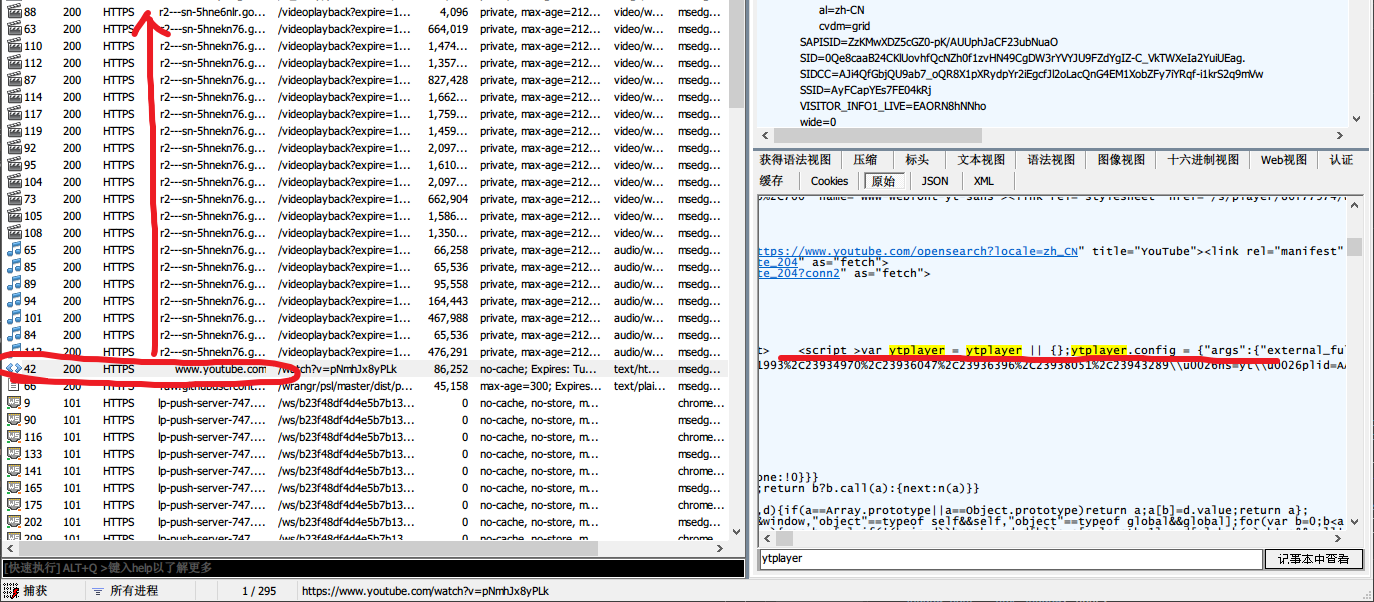 88 200 HTTPS r2---sn-5hne6nlr.go... /videoplayback?expire=1... 4,096 private, max-age=212... video/w... msedg...
63 200 HTTPS r2---sn-5hnekn76.g... /videoplayback?expire=1... 664,019 private, max-age=212... video/w... msedg...
110 200 HTTPS r2---sn-5hnekn76.g... /videoplayback?expire=1... 1,474... private, max-age=212... video/w... msedg...
112 200 HTTPS r2---sn-5hnekn76.g... /videoplayback?expire=1... 1,357... private, max-age=212... video/w... msedg...
87 200 HTTPS r2---sn-5hnekn76.g... /videoplayback?expire=1... 827,428 private, max-age=212... video/w... msedg...
114 200 HTTPS r2---sn-5hnekn76.g... /videoplayback?expire=1... 1,662... private, max-age=212... video/w... msedg...
117 200 HTTPS r2---sn-5hnekn76.g... /videoplayback?expire=1... 1,759... private, max-age=212... video/w... msedg...
119 200 HTTPS r2---sn-5hnekn76.g... /videoplayback?expire=1... 1,459... private, max-age=212... video/w... msedg...
92 200 HTTPS r2---sn-5hnekn76.g... /videoplayback?expire=1... 2,097... private, max-age=212... video/w... msedg...
95 200 HTTPS r2---sn-5hnekn76.g... /videoplayback?expire=1... 1,610... private, max-age=212... video/w... msedg...
104 200 HTTPS r2---sn-5hnekn76.g... /videoplayback?expire=1... 2,097... private, max-age=212... video/w... msedg...
73 200 HTTPS r2---sn-5hnekn76.g... /videoplayback?expire=1... 662,904 private, max-age=212... video/w... msedg...
105 200 HTTPS r2---sn-5hnekn76.g... /videoplayback?expire=1... 1,586... private, max-age=212... video/w... msedg...
108 200 HTTPS r2---sn-5hnekn76.g... /videoplayback?expire=1... 1,350... private, max-age=212... video/w... msedg...
65 200 HTTPS r2---sn-5hnekn76.g... /videoplayback?expire=1... 66,258 private, max-age=212... audio/w... msedg...
85 200 HTTPS r2---sn-5hnekn76.g... /videoplayback?expire=1... 65,536 private, max-age=212... audio/w... msedg...
89 200 HTTPS r2---sn-5hnekn76.g... /videoplayback?expire=1... 95,558 private, max-age=212... audio/w... msedg...
94 200 HTTPS r2---sn-5hnekn76.g... /videoplayback?expire=1... 164,443 private, max-age=212... audio/w... msedg...
101 200 HTTPS r2---sn-5hnekn76.g... /videoplayback?expire=1... 467,988 private, max-age=212... audio/w... msedg...
84 200 HTTPS r2---sn-5hnekn76.g... /videoplayback?expire=1... 65,536 private, max-age=212... audio/w... msedg...
200 HTTPS r2---sn-5hnekn76.g... /videoplayback?expire=1... 476,291 private, max-age=212... audio/w... msedg...
42 200 HTTPS www.youtube.com /watch?v=pNmhJx8yPLk 86,252 no-cache; Expires: Tu... text/ht... msedg...
66 200 HTTPS /wrangr/psl/master/dist/p... 45,158 max-age=300; Expires... text/plai... msedg...
9 101 HTTPS lp-push-server-747.... /ws/b23f48df4d4e5b7b13... 0 no-cache, no-store, m... chrome...
90 101 HTTPS lp-push-server-747.... /ws/b23f48df4d4e5b7b13... 0 no-cache, no-store, m... msedg...
116 101 HTTPS lp-push-server-747.... /ws/b23f48df4d4e5b7b13... 0 no-cache, no-store, m... chrome...
133 101 HTTPS lp-push-server-747.... /ws/b23f48df4d4e5b7b13... 0 no-cache, no-store, m... msedg...
141 101 HTTPS lp-push-server-747.... /ws/b23f48df4d4e5b7b13... 0 no-cache, no-store, m... chrome...
165 101 HTTPS lp-push-server-747.... /ws/b23f48df4d4e5b7b13... 0 no-cache, no-store, m... msedg...
175 101 HTTPS lp-push-server-747.... /ws/b23f48df4d4e5b7b13... 0 no-cache, no-store, m... chrome...
202 101 HTTPS lp-push-server-747.... /ws/b23f48df4d4e5b7b13... 0 no-cache, no-store, m... msedg...
209 101 HTTPS lp-push-server-747.... /ws/b23f48df4d4e5b7b13... 0 no-cache, no-store, m... chrome...
[快速执行] ALT+Q >键入help以了解更多
捕获 所有进程 1 / 295 https://www.youtube.com/watch?v=pNmhJx8yPLk
al=zh-CN
cvdm=grid
SAPISID=ZzKMwXDZ5cGZ0-pK/AUUphJaCF23ubNuaO
SID=0Qe8caaB24CKlUovhfQcNZh0f1zvHN49CgDW3rYVYJU9FZdYgIZ-C_VkTWXeIa2YuiUEag.
SIDCC=AJi4QfGbjQU9ab7_oQR8X1pXRydpYr2iEgcfJl2oLacQnG4EM1XobZFy7iYRqf-i1krS2q9mVw
SSID=AyFCapYEs7FE04kRj
VISITOR_INFO1_LIVE=EAORN8hNNho
wide=0
获得语法视图 压缩 标头 文本视图 语法视图 图像视图 十六进制视图 Web视图 认证
缓存 Cookies 原始 JSON XML
ttps://www.youtube.com/opensearch?locale=zh_CN" title="YouTube"><link rel="manifest"
te_204" as="fetch">
te_204?conn2" as="fetch">
t> <script >var ytplayer = ytplayer || {};ytplayer.config = {"args":{"external_ful
1993%2C23934970%2C23936047%2C23936396%2C23938051%2C23943289\\u0026ns=yt\\u0026plid=AA
one:!0}}}
;return b?b.call(a):{next:n(a)}}
,d){if(a==Array.prototype||a==Object.prototype)return a;a[b]=d.value;return a};
&window,"object"==typeof self&&self,"object"==typeof global&&global];for(var b=0;b<a
ytplayer 记事本中查看